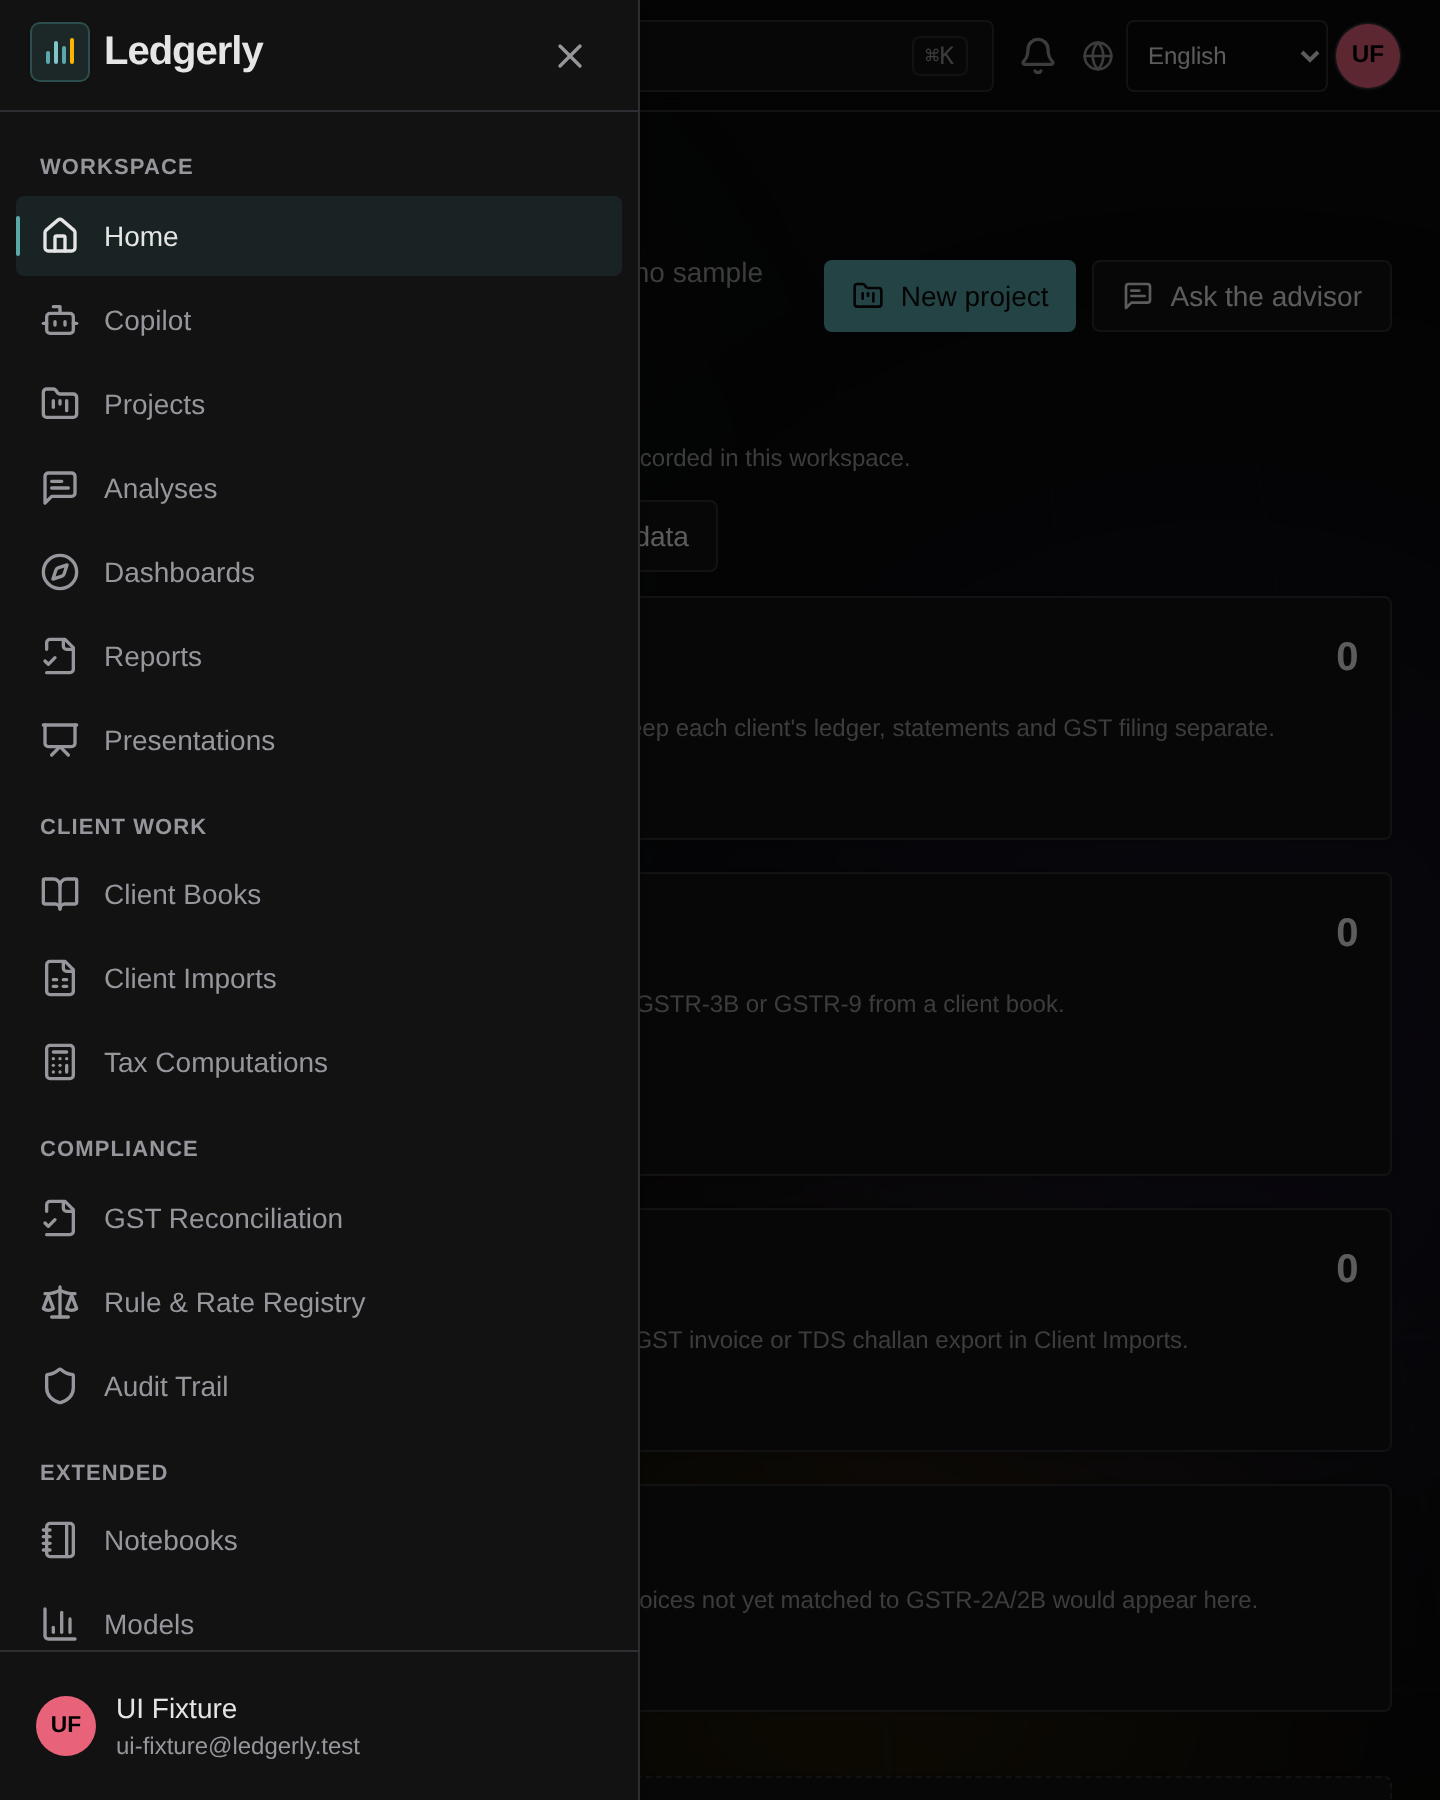 Ledgerly
⌘K
English
UF
WORKSPACE
Home
Copilot
Projects
Analyses
Dashboards
Reports
Presentations
CLIENT WORK
Client Books
Client Imports
Tax Computations
COMPLIANCE
GST Reconciliation
Rule & Rate Registry
Audit Trail
EXTENDED
Notebooks
Models
UF
UI Fixture
ui-fixture@ledgerly.test
no sample
New project
Ask the advisor
corded in this workspace.
data
0
eep each client's ledger, statements and GST filing separate.
0
GSTR-3B or GSTR-9 from a client book.
0
GST invoice or TDS challan export in Client Imports.
oices not yet matched to GSTR-2A/2B would appear here.